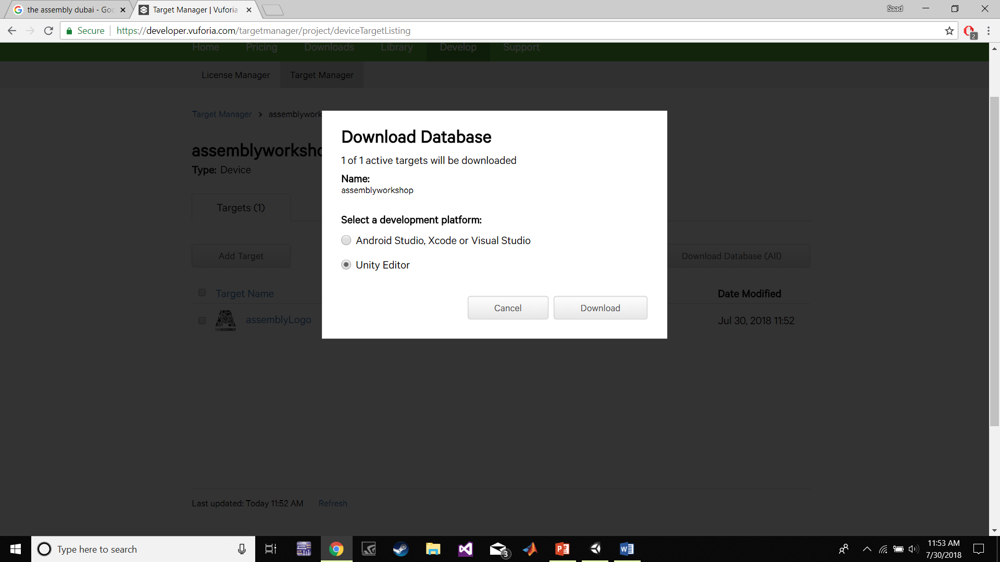 the assembly dubai - Goo
Target Manager | Vuforia
Saad
Secure
https://developer.vuforia.com/targetmanager/project/deviceTargetListing
2
Home Pricing Downloads Library Develop Support
License Manager Target Manager
Target Manager > assemblywork
assemblyworksho
Type: Device
Targets (1)
Add Target
Download Database (All)
Target Name
Date Modified
THE ASSEMBLY
assemblyLogo
Jul 30, 2018 11:52
Download Database
1 of 1 active targets will be downloaded
Name:
assemblyworkshop
Select a development platform:
Android Studio, Xcode or Visual Studio
Unity Editor
Cancel
Download
Last updated: Today 11:52 AM Refresh
Type here to search
3
11:53 AM
7/30/2018